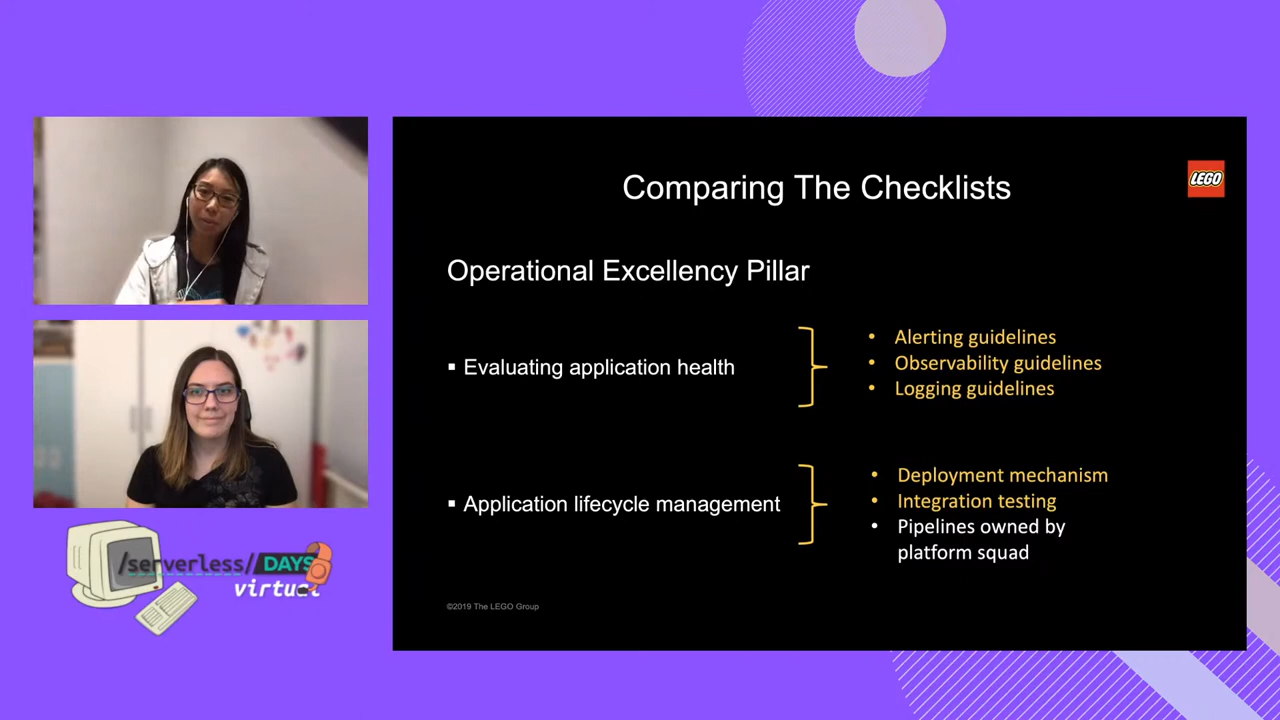 Comparing The Checklists
LEGO
Operational Excellency Pillar
▪ Evaluating application health
• Alerting guidelines
• Observability guidelines
• Logging guidelines
▪ Application lifecycle management
• Deployment mechanism
• Integration testing
• Pipelines owned by
platform squad
©2019 The LEGO Group
/serverless/DAYS
virtual